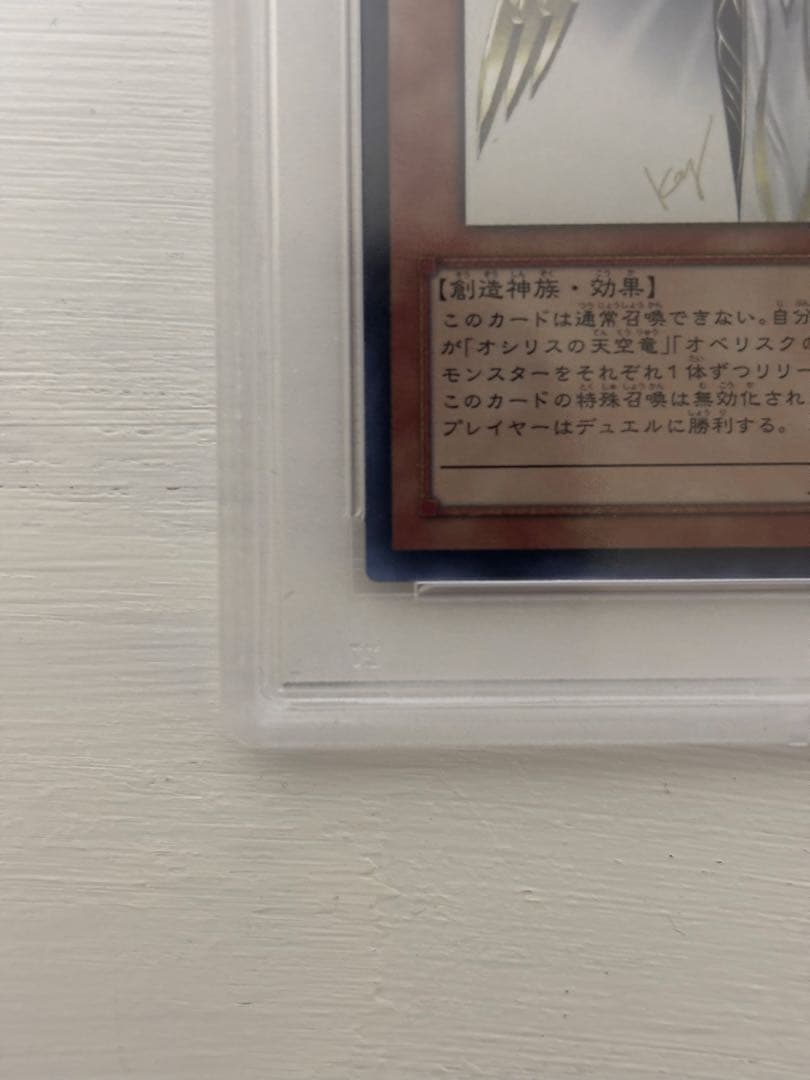 Kay
【創造神族・効果】
このカードは通常召喚できない。自分
が「オシリスの天空竜」「オベリスクの
モンスターをそれぞれ1体ずつリリー
このカードの特殊召喚は無効化され
プレイヤーはデュエルに勝利する。